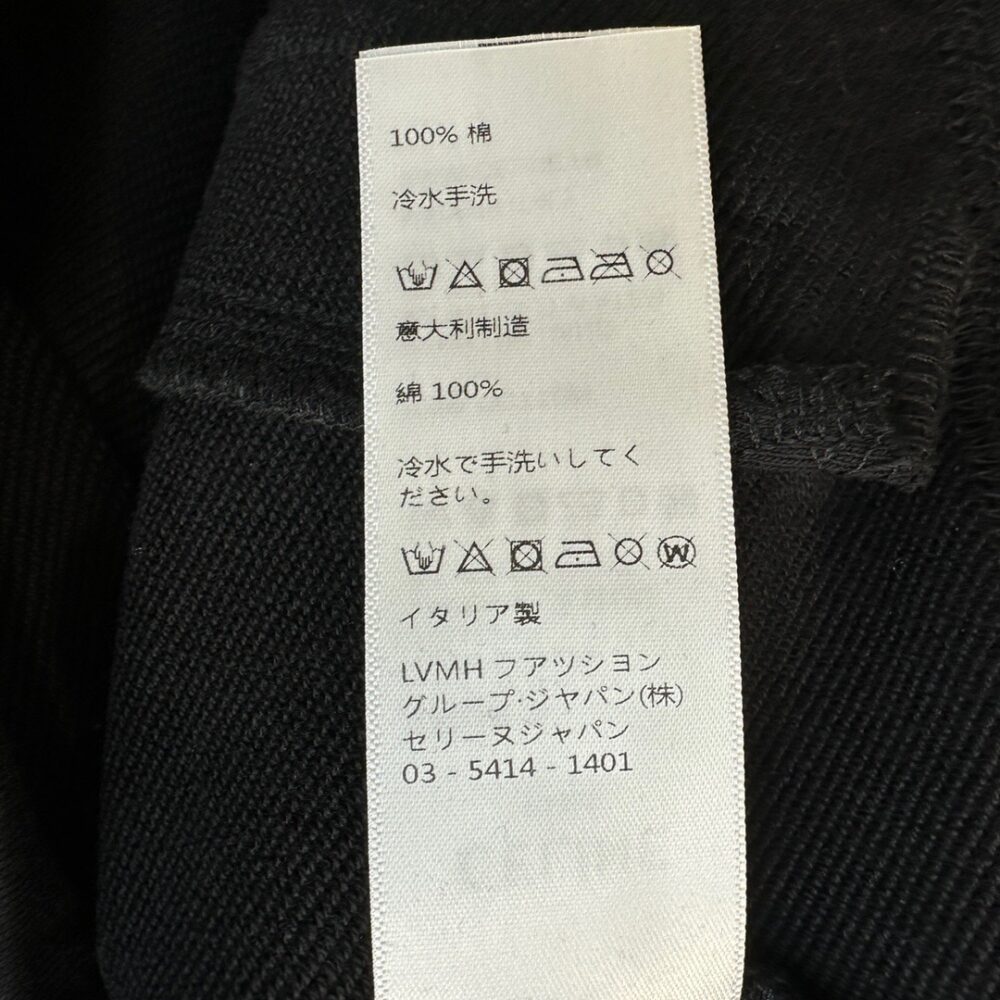 100% 棉
冷水手洗
意大利制造
綿 100%
冷水で手洗いしてく
ださい。
W
イタリア製
LVMH フアツシヨン
グループ･ジヤパン(株)
セリーヌジャパン
03 - 5414 - 1401